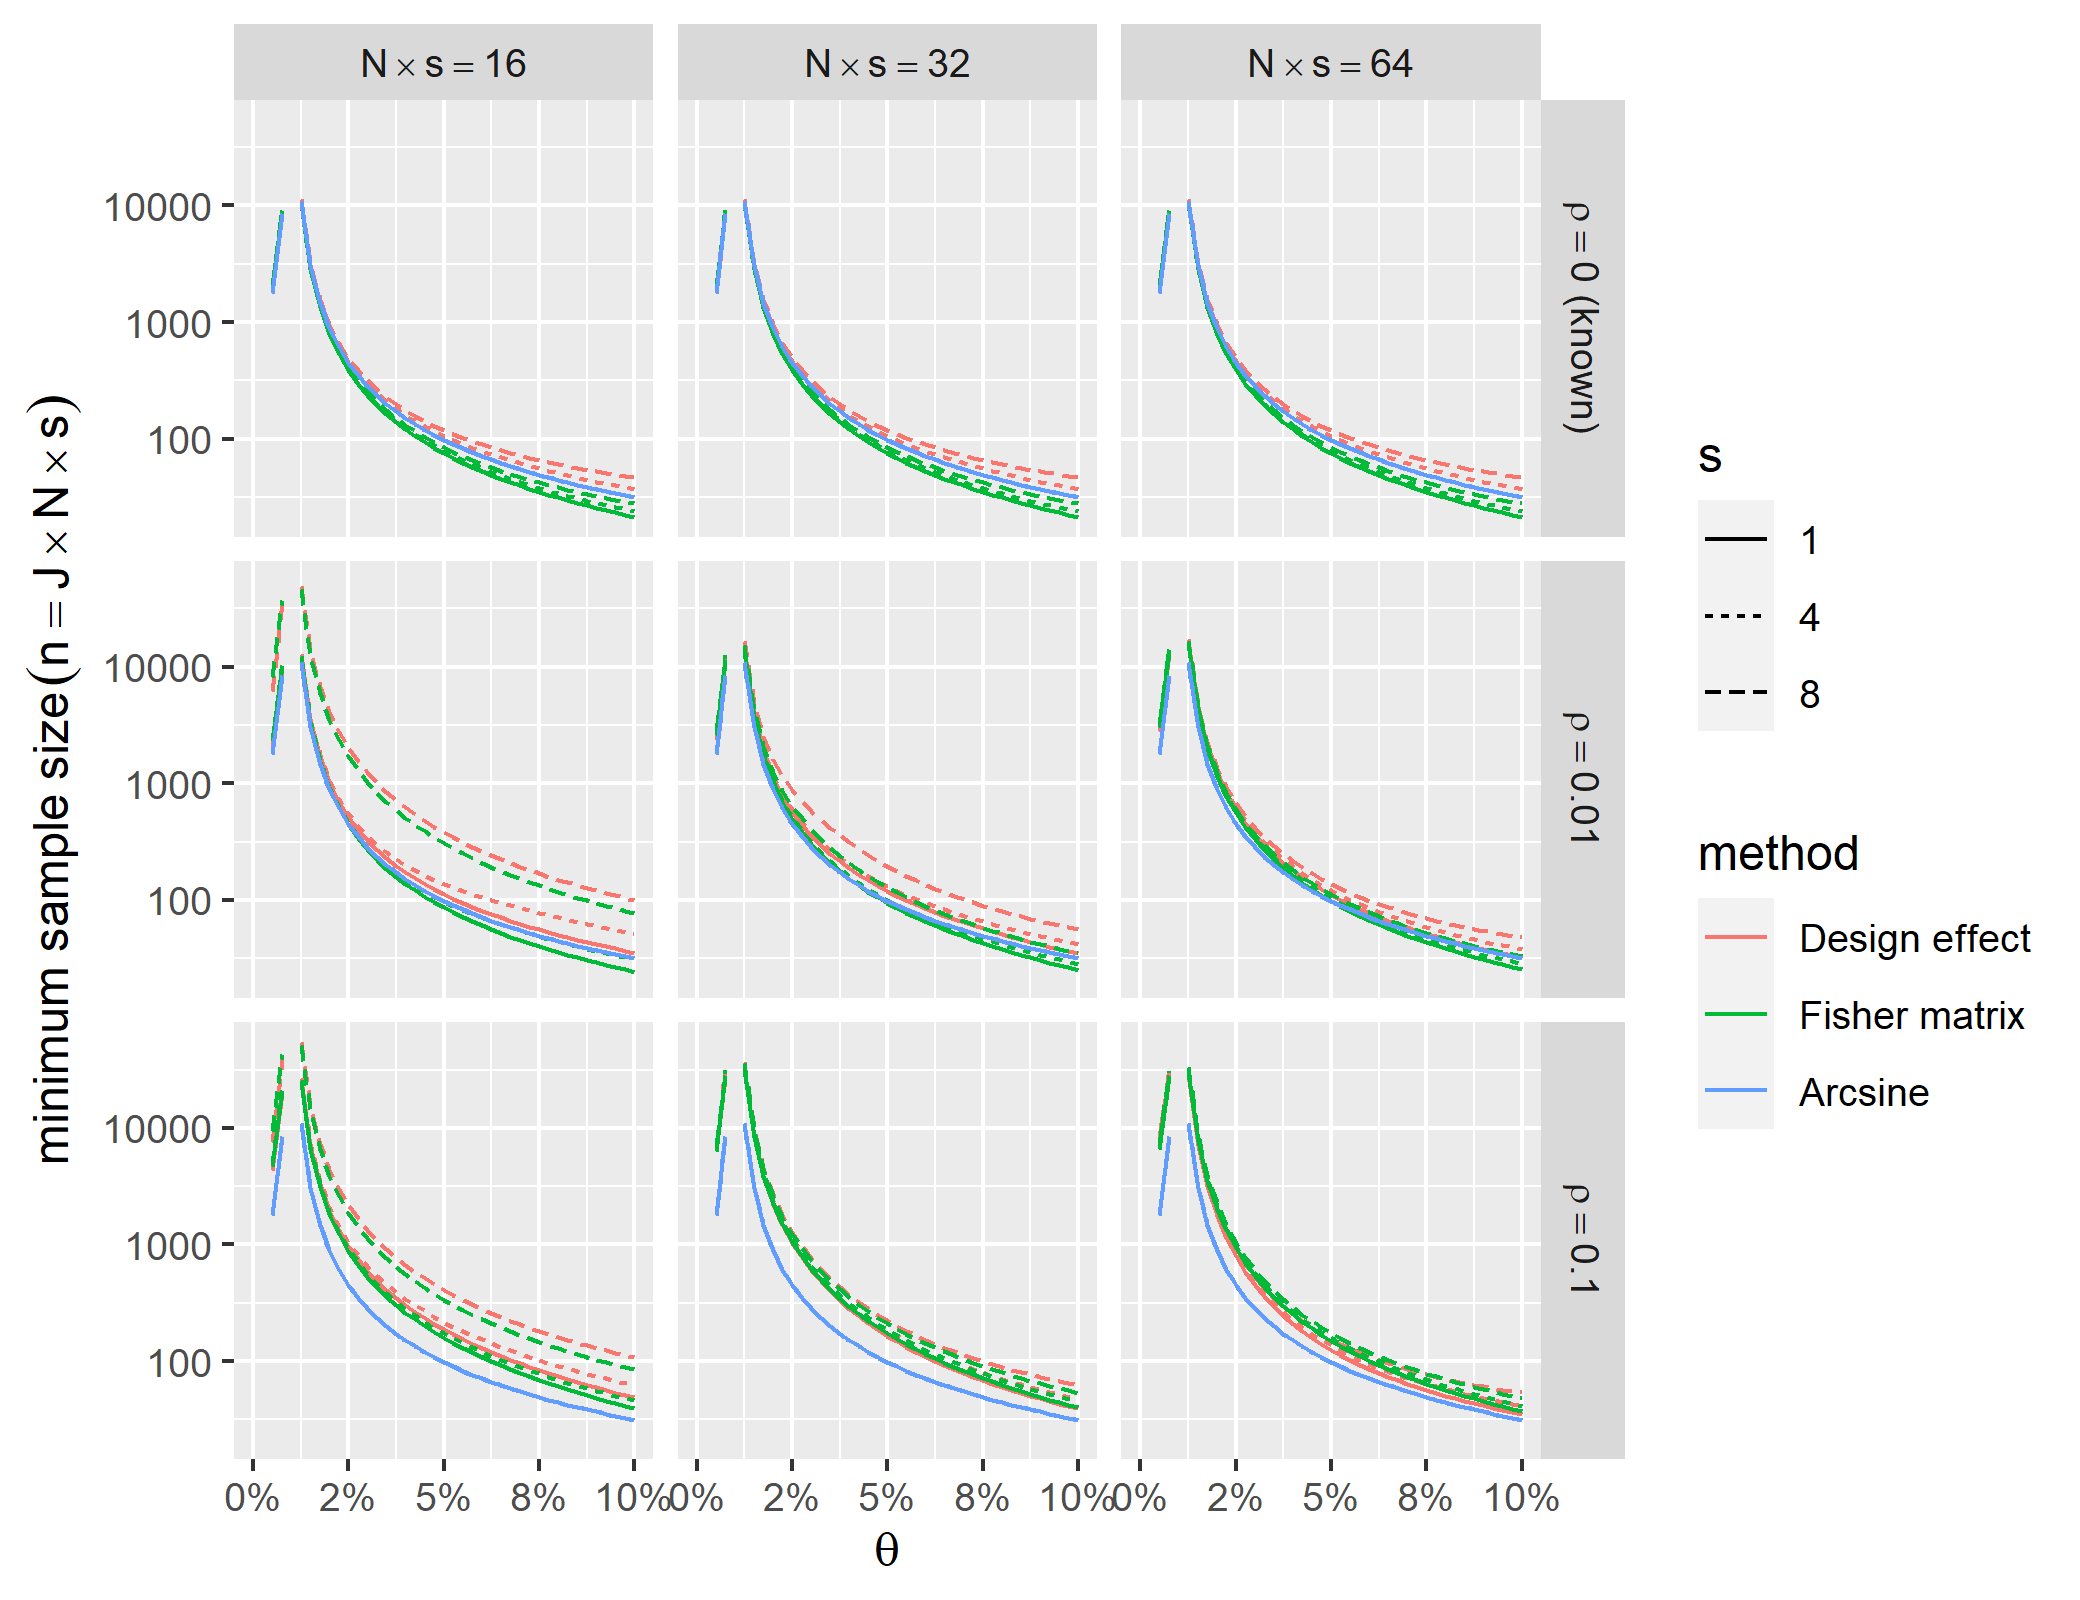 N × s = 16
N × s = 32
N × s = 64
10000
1000
100
ρ = 0 (known)
10000
1000
100
ρ = 0.01
10000
1000
100
ρ = 0.1
0% 2% 5% 8% 10%
0% 2% 5% 8% 10%
0% 2% 5% 8% 10%
θ
minimum sample size(n = J × N × s)
s
1
4
8
method
Design effect
Fisher matrix
Arcsine